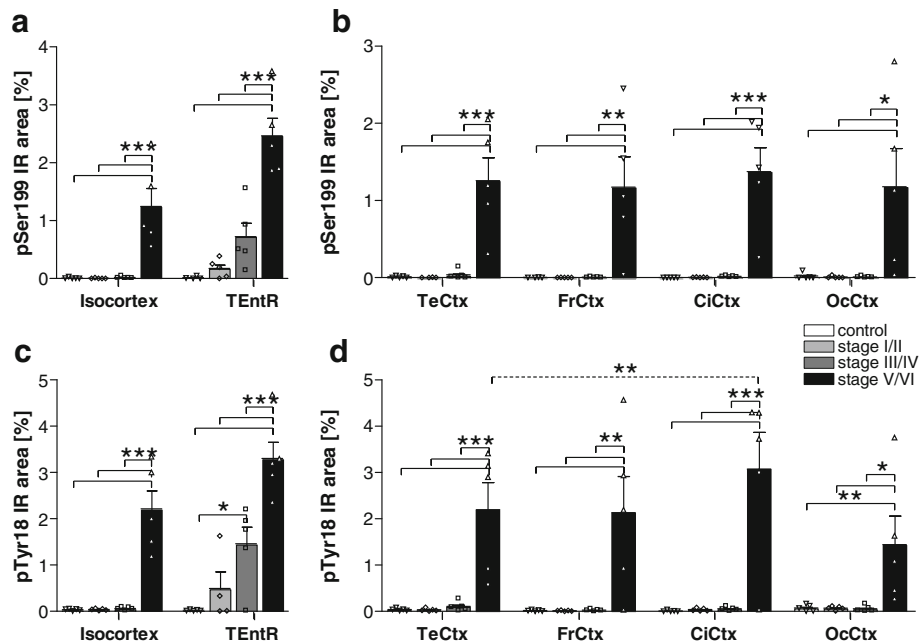 a
b
pSer199 IR area [%]
4
3
2
1
0
***
***
Isocortex
TEntR
pSer199 IR area [%]
3
2
1
0
***
**
***
*
TeCtx
FrCtx
CiCtx
OcCtx
control
stage I/II
stage III/IV
stage V/VI
c
d
pTyr18 IR area [%]
5
4
3
2
1
0
***
*
***
Isocortex
TEntR
pTyr18 IR area [%]
5
4
3
2
1
0
**
***
**
***
*
**
TeCtx
FrCtx
CiCtx
OcCtx